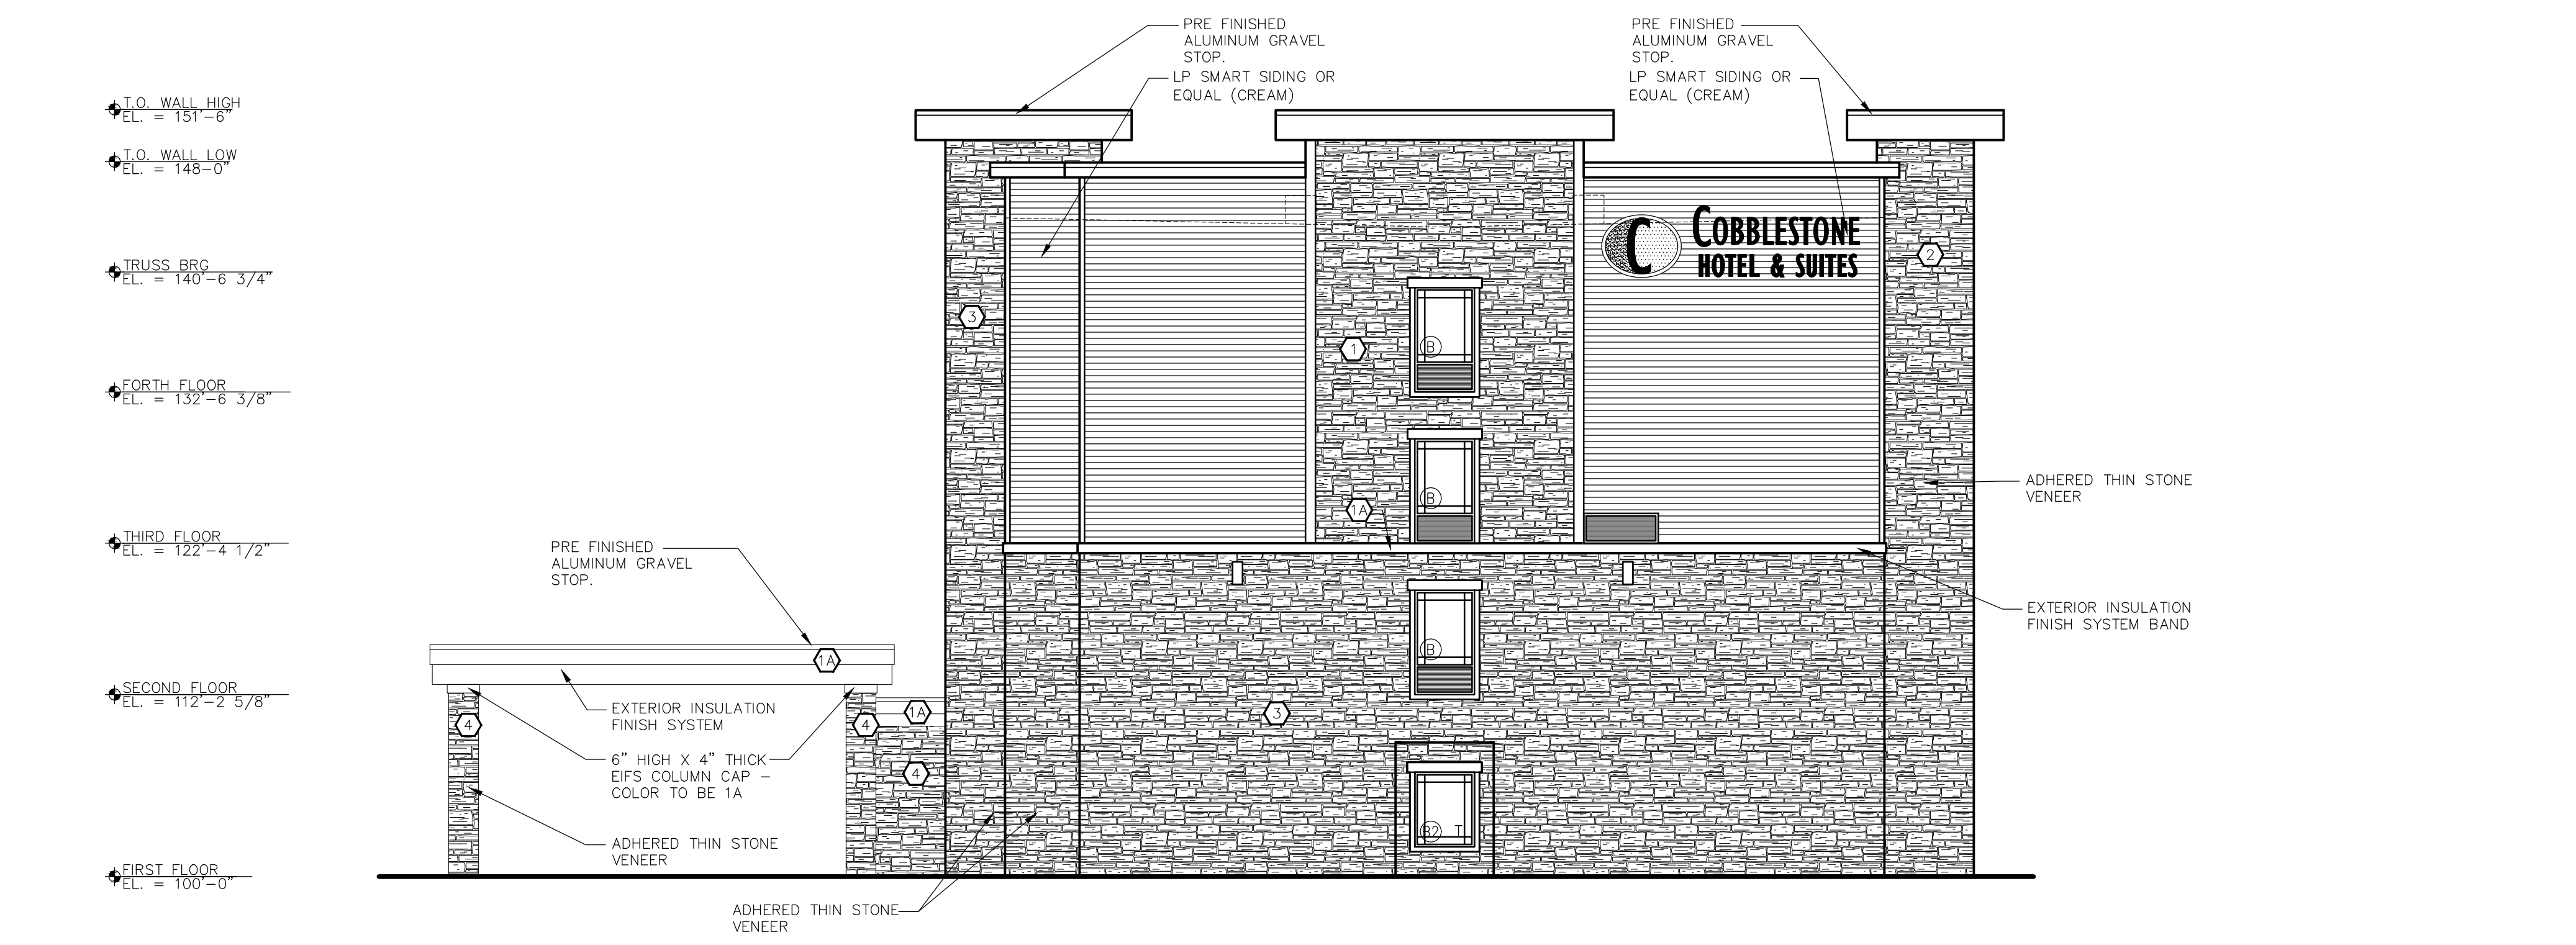 PRE FINISHED
ALUMINUM GRAVEL
STOP.
LP SMART SIDING OR
EQUAL (CREAM)
PRE FINISHED
ALUMINUM GRAVEL
STOP.
LP SMART SIDING OR
EQUAL (CREAM)
T.O. WALL HIGH
EL. = 151'-6"
T.O. WALL LOW
EL. = 148-0"
TRUSS BRG
EL. = 140'-6 3/4"
FORTH FLOOR
EL. = 132'-6 3/8"
THIRD FLOOR
EL. = 122'-4 1/2"
SECOND FLOOR
EL. = 112'-2 5/8"
FIRST FLOOR
EL. = 100'-0"
C
COBBLESTONE
HOTEL & SUITES
2
3
1
B
B
1A
ADHERED THIN STONE
VENEER
PRE FINISHED
ALUMINUM GRAVEL
STOP.
EXTERIOR INSULATION
FINISH SYSTEM BAND
1A
B
EXTERIOR INSULATION
FINISH SYSTEM
4
4
1A
3
6" HIGH X 4" THICK
EIFS COLUMN CAP –
COLOR TO BE 1A
4
B2 T
ADHERED THIN STONE
VENEER
ADHERED THIN STONE
VENEER